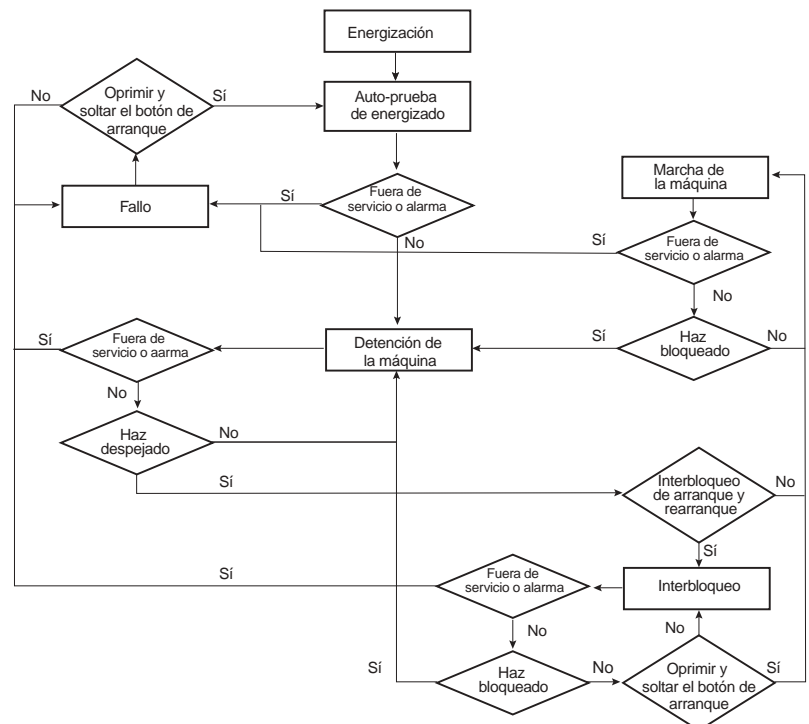 Energización
No
Oprimir y
soltar el botón de
arranque
Sí
Auto-prueba
de energizado
Marcha de
la máquina
Fallo
Sí
Fuera de
servicio o alarma
No
Sí
Fuera de
servicio o alarma
No
Sí
Fuera de
servicio o aarma
Detención de
la máquina
Sí
Haz
bloqueado
No
No
Haz
despejado
No
Sí
Interbloqueo
de arranque y
rearranque
No
Sí
Sí
Fuera de
servicio o alarma
Interbloqueo
No
No
Sí
Haz
bloqueado
No
Oprimir y
soltar el botón de
arranque
Sí